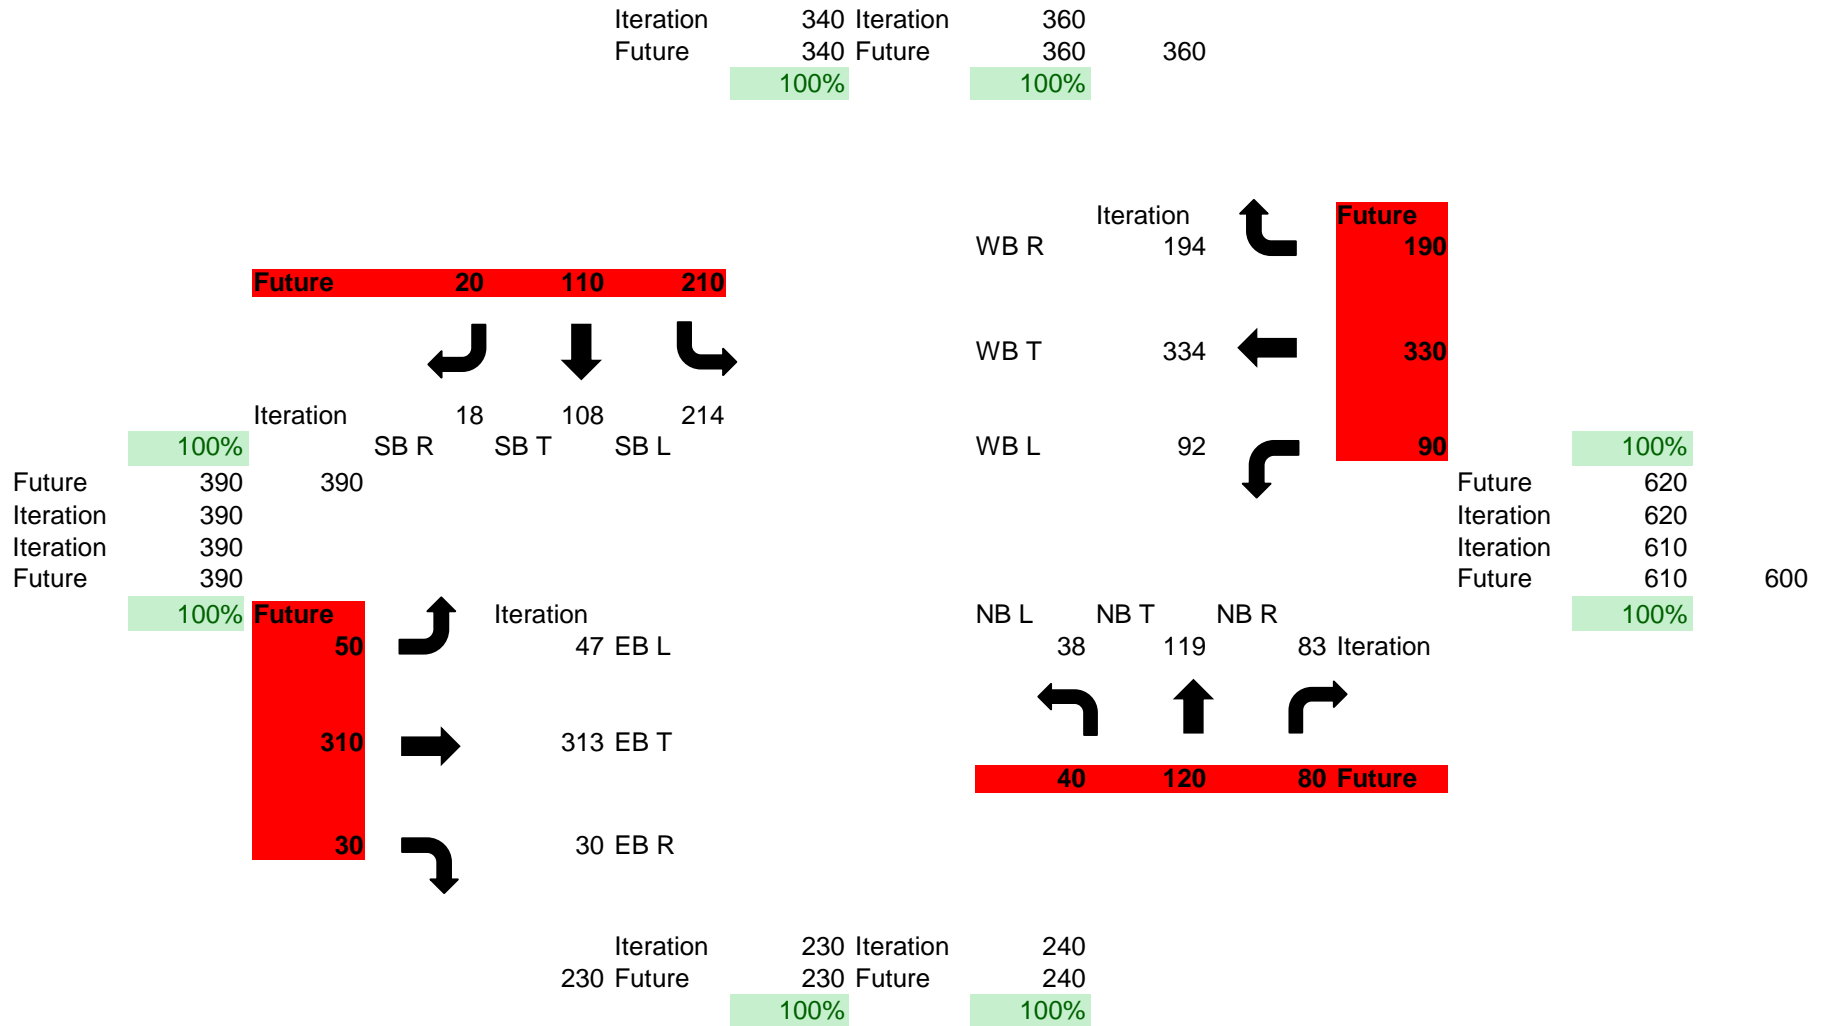 Iteration 340 Iteration 360
Future 340 Future 360 360
100% 100%
Iteration Future
WB R 194 190
Future 20 110 210
WB T 334 330
Iteration 18 108 214
100% SB R SB T SB L WB L 92 90 100%
Future 390 390 Future 620
Iteration 390 Iteration 620
Iteration 390 Iteration 610
Future 390 Future 610 600
100% Future Iteration NB L NB T NB R 100%
50 47 EB L 38 119 83 Iteration
310 313 EB T
40 120 80 Future
30 30 EB R
Iteration 230 Iteration 240
230 Future 230 Future 240
100% 100%